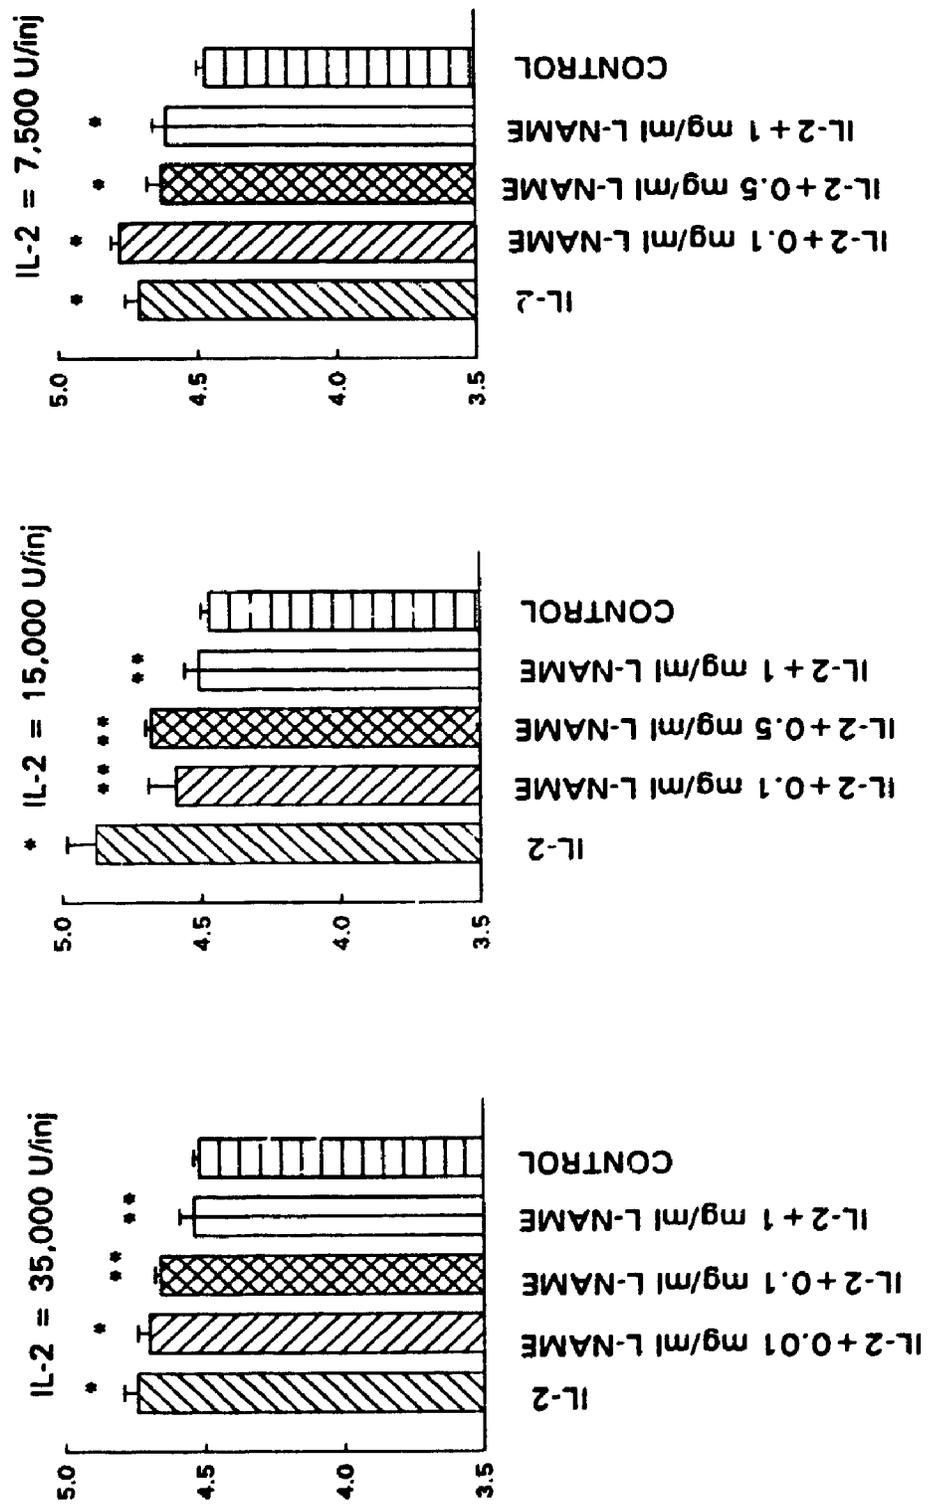 IL-2 = 35,000 U/inj
5.0
4.5
4.0
3.5
*
*
**
**
IL-2
IL-2+0.01 mg/ml L-NAME
IL-2+0.1 mg/ml L-NAME
IL-2+1 mg/ml L-NAME
CONTROL
IL-2 = 15,000 U/inj
5.0
4.5
4.0
3.5
*
**
**
**
IL-2
IL-2+0.1 mg/ml L-NAME
IL-2+0.5 mg/ml L-NAME
IL-2+1 mg/ml L-NAME
CONTROL
IL-2 = 7,500 U/inj
5.0
4.5
4.0
3.5
*
*
*
*
IL-2
IL-2+0.1 mg/ml L-NAME
IL-2+0.5 mg/ml L-NAME
IL-2+1 mg/ml L-NAME
CONTROL